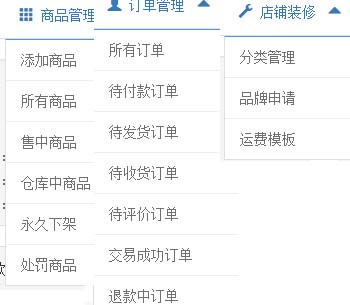 商品管理
添加商品
所有商品
售中商品
仓库中商品
永久下架
处罚商品
订单管理
所有订单
待付款订单
待发货订单
待收货订单
待评价订单
交易成功订单
退款中订单
店铺装修
分类管理
品牌申请
运费模板